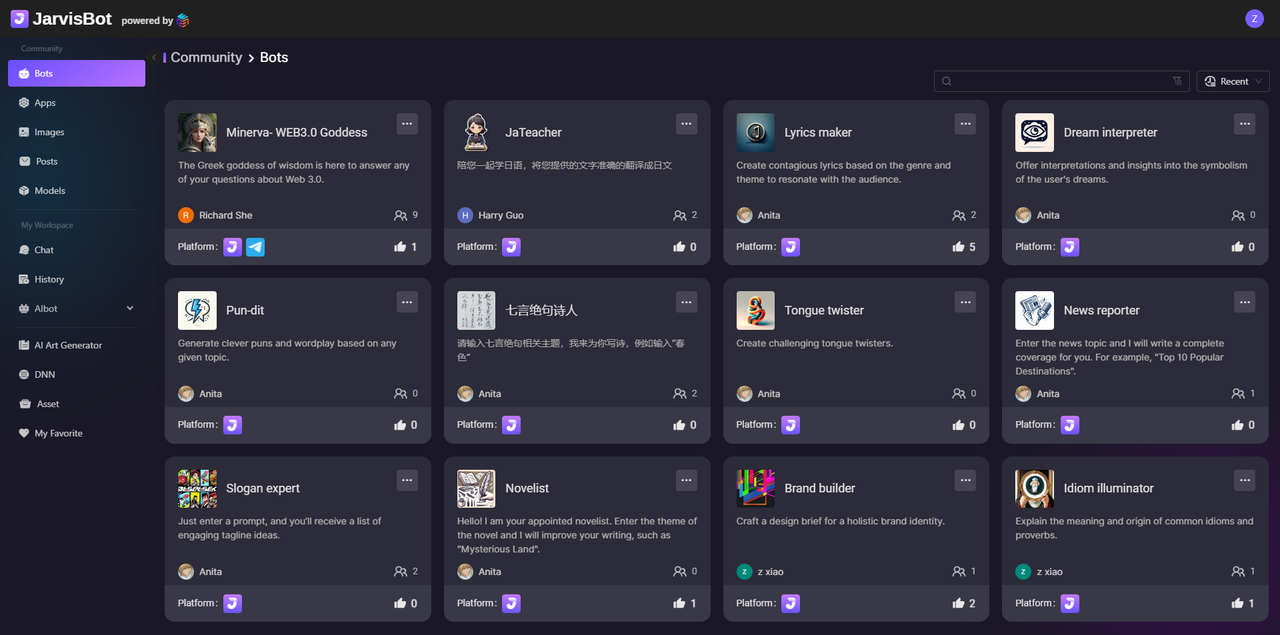 JarvisBot powered by
Z
Community
Bots
Apps
Images
Posts
Models
My Workspace
Chat
History
AIbot
AI Art Generator
DNN
Asset
My Favorite
Community > Bots
Recent
Minerva- WEB3.0 Goddess
The Greek goddess of wisdom is here to answer any
of your questions about Web 3.0.
R Richard She 9
Platform: 1
JaTeacher
陪您一起学日语，将您提供的文字准确的翻译成日文
H Harry Guo 2
Platform: 0
Lyrics maker
Create contagious lyrics based on the genre and
theme to resonate with the audience.
Anita 2
Platform: 5
Dream interpreter
Offer interpretations and insights into the symbolism
of the user's dreams.
Anita 0
Platform: 0
Pun-dit
Generate clever puns and wordplay based on any
given topic.
Anita 0
Platform: 0
七言绝句诗人
请输入七言绝句相关主题，我来为你写诗，例如输入“春
色”
Anita 2
Platform: 0
Tongue twister
Create challenging tongue twisters.
Anita 0
Platform: 0
News reporter
Enter the news topic and I will write a complete
coverage for you. For example, "Top 10 Popular
Destinations".
Anita 1
Platform: 0
Slogan expert
Just enter a prompt, and you'll receive a list of
engaging tagline ideas.
Anita 2
Platform: 0
Novelist
Hello! I am your appointed novelist. Enter the theme of
the novel and I will improve your writing, such as
"Mysterious Land".
Anita 0
Platform: 1
Brand builder
Craft a design brief for a holistic brand identity.
z z xiao 1
Platform: 2
Idiom illuminator
Explain the meaning and origin of common idioms and
proverbs.
z z xiao 1
Platform: 1